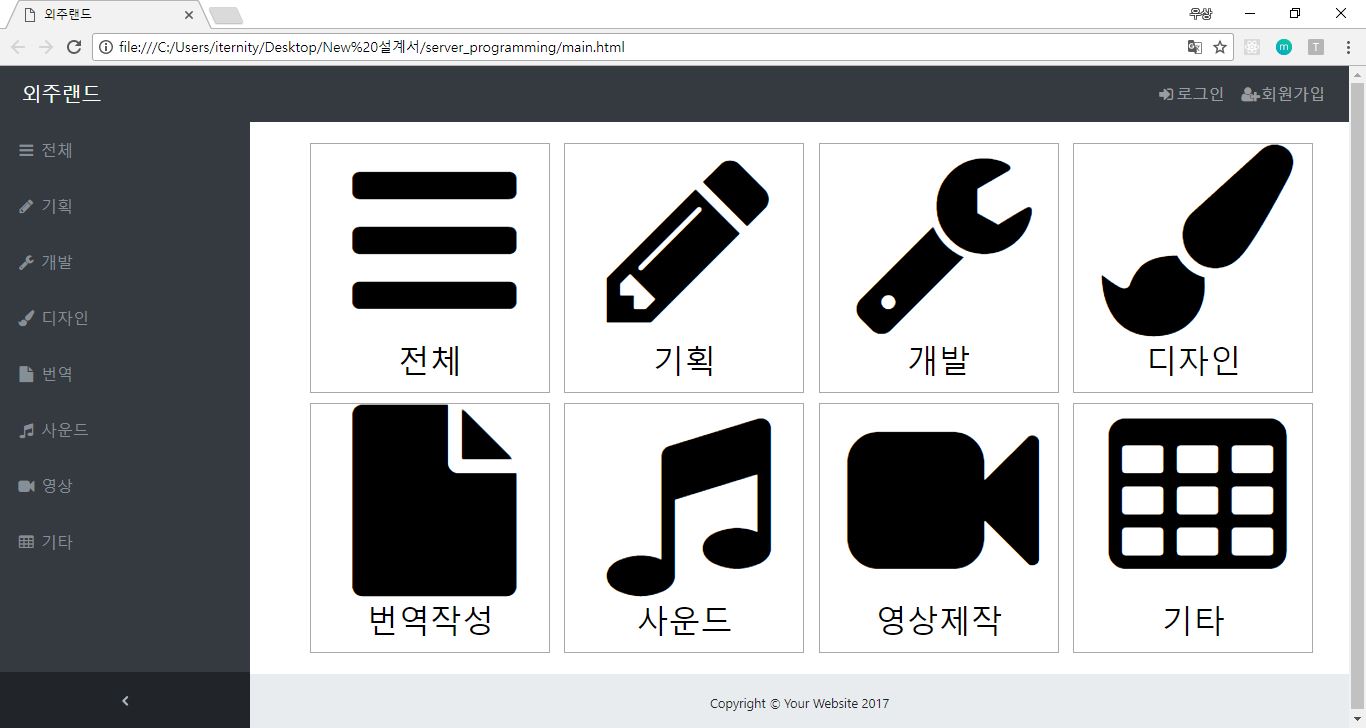 외주랜드
우상
file:///C:/Users/iternity/Desktop/New%20설계서/server_programming/main.html
외주랜드
로그인
회원가입
전체
기획
개발
디자인
번역
사운드
영상
기타
전체
기획
개발
디자인
번역작성
사운드
영상제작
기타
Copyright © Your Website 2017